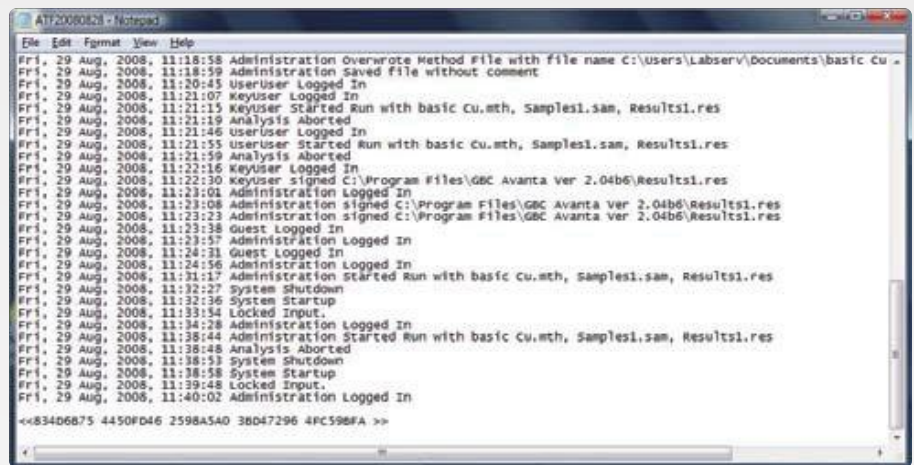 ATF20080828 - Notepad
File Edit Format View Help
Fri, 29 Aug, 2008, 11:18:58 Administration Overwrote Method File with file name C:\Users\Labserv\Documents\basic Cu
Fri, 29 Aug, 2008, 11:18:59 Administration Saved file without comment
Fri, 29 Aug, 2008, 11:20:45 UserUser Logged In
Fri, 29 Aug, 2008, 11:21:07 KeyUser Logged In
Fri, 29 Aug, 2008, 11:21:15 KeyUser Started Run with basic Cu.mth, Samples1.sam, Results1.res
Fri, 29 Aug, 2008, 11:21:19 Analysis Aborted
Fri, 29 Aug, 2008, 11:21:46 UserUser Logged In
Fri, 29 Aug, 2008, 11:21:55 UserUser Started Run with basic Cu.mth, Samples1.sam, Results1.res
Fri, 29 Aug, 2008, 11:21:59 Analysis Aborted
Fri, 29 Aug, 2008, 11:22:16 KeyUser Logged In
Fri, 29 Aug, 2008, 11:22:30 KeyUser signed C:\Program Files\GBC Avanta Ver 2.04b6\Results1.res
Fri, 29 Aug, 2008, 11:23:01 Administration Logged In
Fri, 29 Aug, 2008, 11:23:08 Administration signed C:\Program Files\GBC Avanta Ver 2.04b6\Results1.res
Fri, 29 Aug, 2008, 11:23:23 Administration signed C:\Program Files\GBC Avanta Ver 2.04b6\Results1.res
Fri, 29 Aug, 2008, 11:23:38 Guest Logged In
Fri, 29 Aug, 2008, 11:23:57 Administration Logged In
Fri, 29 Aug, 2008, 11:24:31 Guest Logged In
Fri, 29 Aug, 2008, 11:24:56 Administration Logged In
Fri, 29 Aug, 2008, 11:31:17 Administration Started Run with basic Cu.mth, Samples1.sam, Results1.res
Fri, 29 Aug, 2008, 11:32:27 System Shutdown
Fri, 29 Aug, 2008, 11:32:36 System Startup
Fri, 29 Aug, 2008, 11:33:54 Locked Input.
Fri, 29 Aug, 2008, 11:34:28 Administration Logged In
Fri, 29 Aug, 2008, 11:38:44 Administration Started Run with basic Cu.mth, Samples1.sam, Results1.res
Fri, 29 Aug, 2008, 11:38:48 Analysis Aborted
Fri, 29 Aug, 2008, 11:38:53 System Shutdown
Fri, 29 Aug, 2008, 11:38:58 System Startup
Fri, 29 Aug, 2008, 11:39:48 Locked Input.
Fri, 29 Aug, 2008, 11:40:02 Administration Logged In
<<834D6B75 4450FD46 2598A5A0 3BD47296 4FC59BFA >>